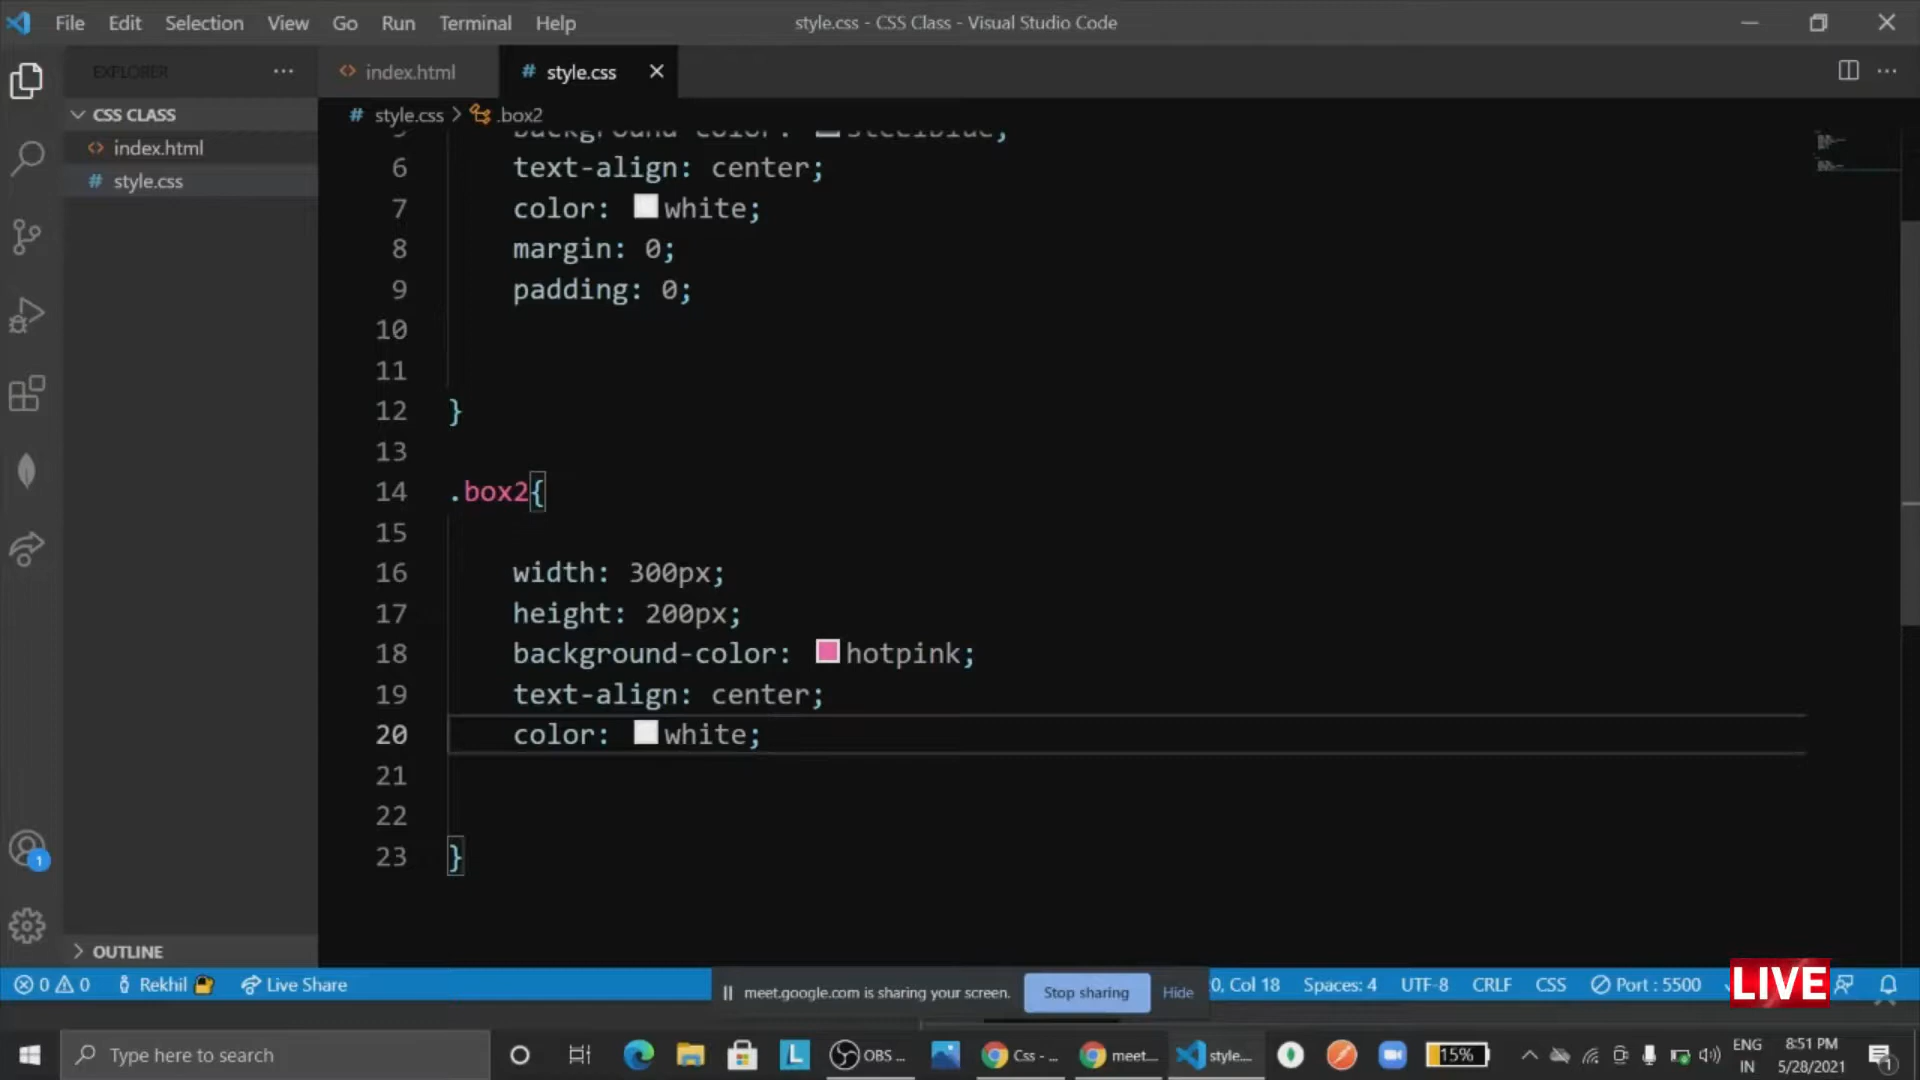 File Edit Selection View Go Run Terminal Help
style.css - CSS Class - Visual Studio Code
EXPLORER
index.html
style.css
CSS CLASS
index.html
style.css
style.css > .box2
background-color: steelblue;
6 text-align: center;
7 color: white;
8 margin: 0;
9 padding: 0;
10
11
12 }
13
14 .box2{
15
16 width: 300px;
17 height: 200px;
18 background-color: hotpink;
19 text-align: center;
20 color: white;
21
22
23 }
1
OUTLINE
0 0 Rekhil Live Share
meet.google.com is sharing your screen. Stop sharing Hide
0, Col 18 Spaces: 4 UTF-8 CRLF CSS Port : 5500
LIVE
Type here to search
L
OBS ...
Css - ...
meet...
style...
15%
ENG
IN
8:51 PM
5/28/2021
1